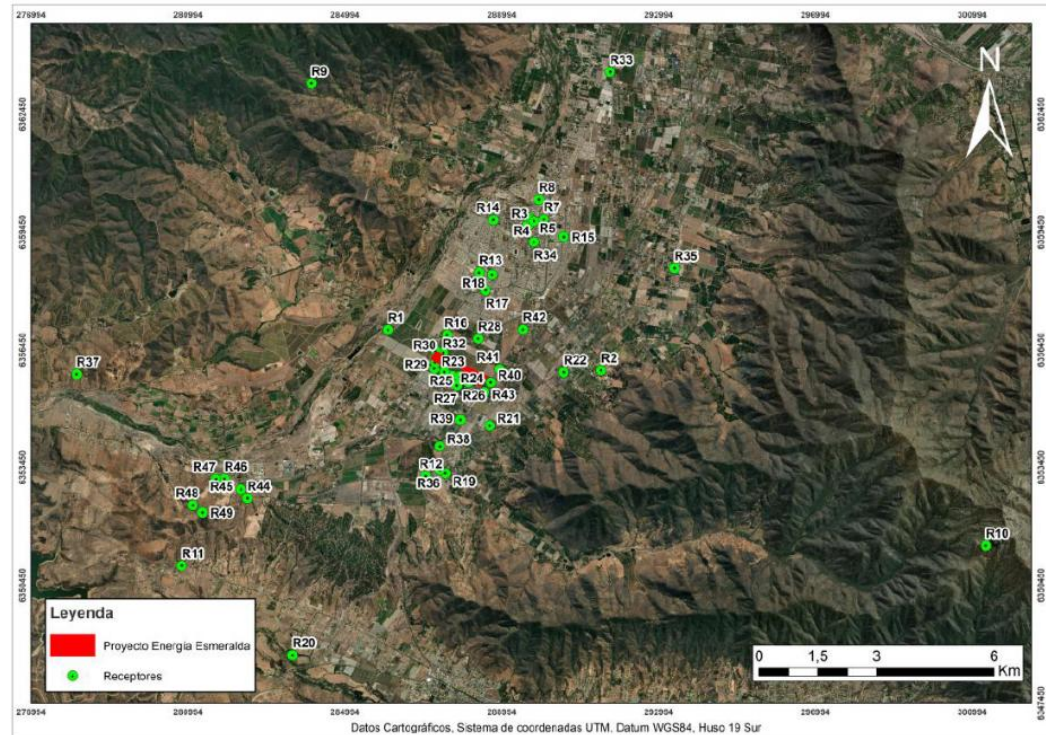 276994 280994 284994 288994 292994 296994 300994
N
R33
R9
6362450 6362450
R8
R14 R3 R7
6359450 6359450
R4 R5
R15
R34
R13 R35
R18
R17
R1 R16 R28 R42
6356450 6356450
R30 R32
R29 R23 R41 R22 R2
R37 R25 R24 R40
R27 R26 R43
R39 R21
R38
6353450 6353450
R47 R46 R12
R45 R44 R36 R19
R48
R49
R10
R11
6350450 6350450
Leyenda
Proyecto Energía Esmeralda
Receptores
R20
0 1,5 3 6
Km
6347450
276994 280994 284994 288994 292994 296994 300994
Datos Cartográficos, Sistema de coordenadas UTM, Datum WGS84, Huso 19 Sur